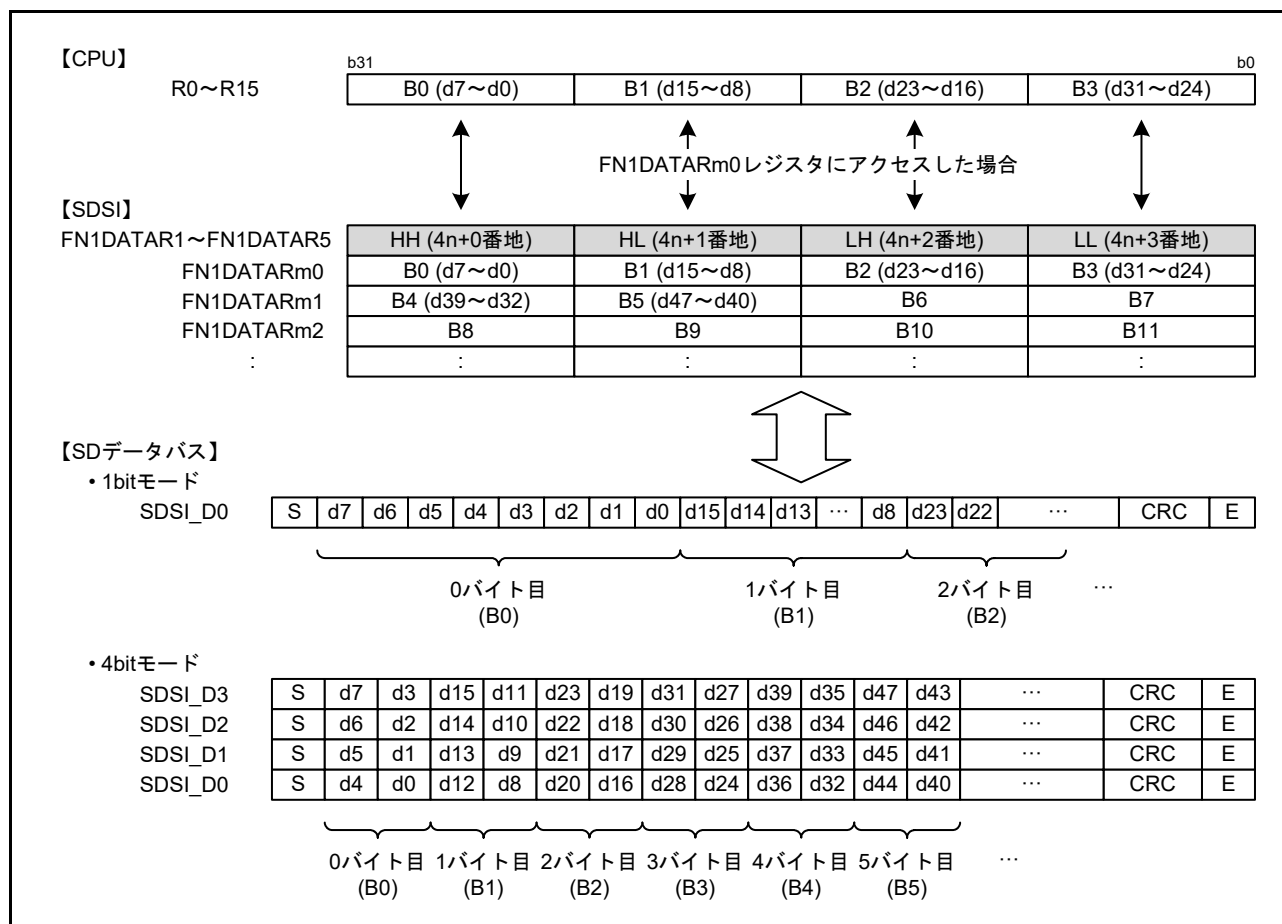 【CPU】
b31 b0
R0～R15 B0 (d7～d0) B1 (d15～d8) B2 (d23～d16) B3 (d31～d24)
FN1DATARm0レジスタにアクセスした場合
【SDSI】
FN1DATAR1～FN1DATAR5 HH (4n+0番地) HL (4n+1番地) LH (4n+2番地) LL (4n+3番地)
FN1DATARm0 B0 (d7～d0) B1 (d15～d8) B2 (d23～d16) B3 (d31～d24)
FN1DATARm1 B4 (d39～d32) B5 (d47～d40) B6 B7
FN1DATARm2 B8 B9 B10 B11
: : : : :
【SDデータバス】
• 1bitモード
SDSI_D0 S d7 d6 d5 d4 d3 d2 d1 d0 d15 d14 d13 … d8 d23 d22 … CRC E
0バイト目 1バイト目 2バイト目 …
(B0) (B1) (B2)
• 4bitモード
SDSI_D3 S d7 d3 d15 d11 d23 d19 d31 d27 d39 d35 d47 d43 … CRC E
SDSI_D2 S d6 d2 d14 d10 d22 d18 d30 d26 d38 d34 d46 d42 … CRC E
SDSI_D1 S d5 d1 d13 d9 d21 d17 d29 d25 d37 d33 d45 d41 … CRC E
SDSI_D0 S d4 d0 d12 d8 d20 d16 d28 d24 d36 d32 d44 d40 … CRC E
0バイト目 1バイト目 2バイト目 3バイト目 4バイト目 5バイト目 …
(B0) (B1) (B2) (B3) (B4) (B5)